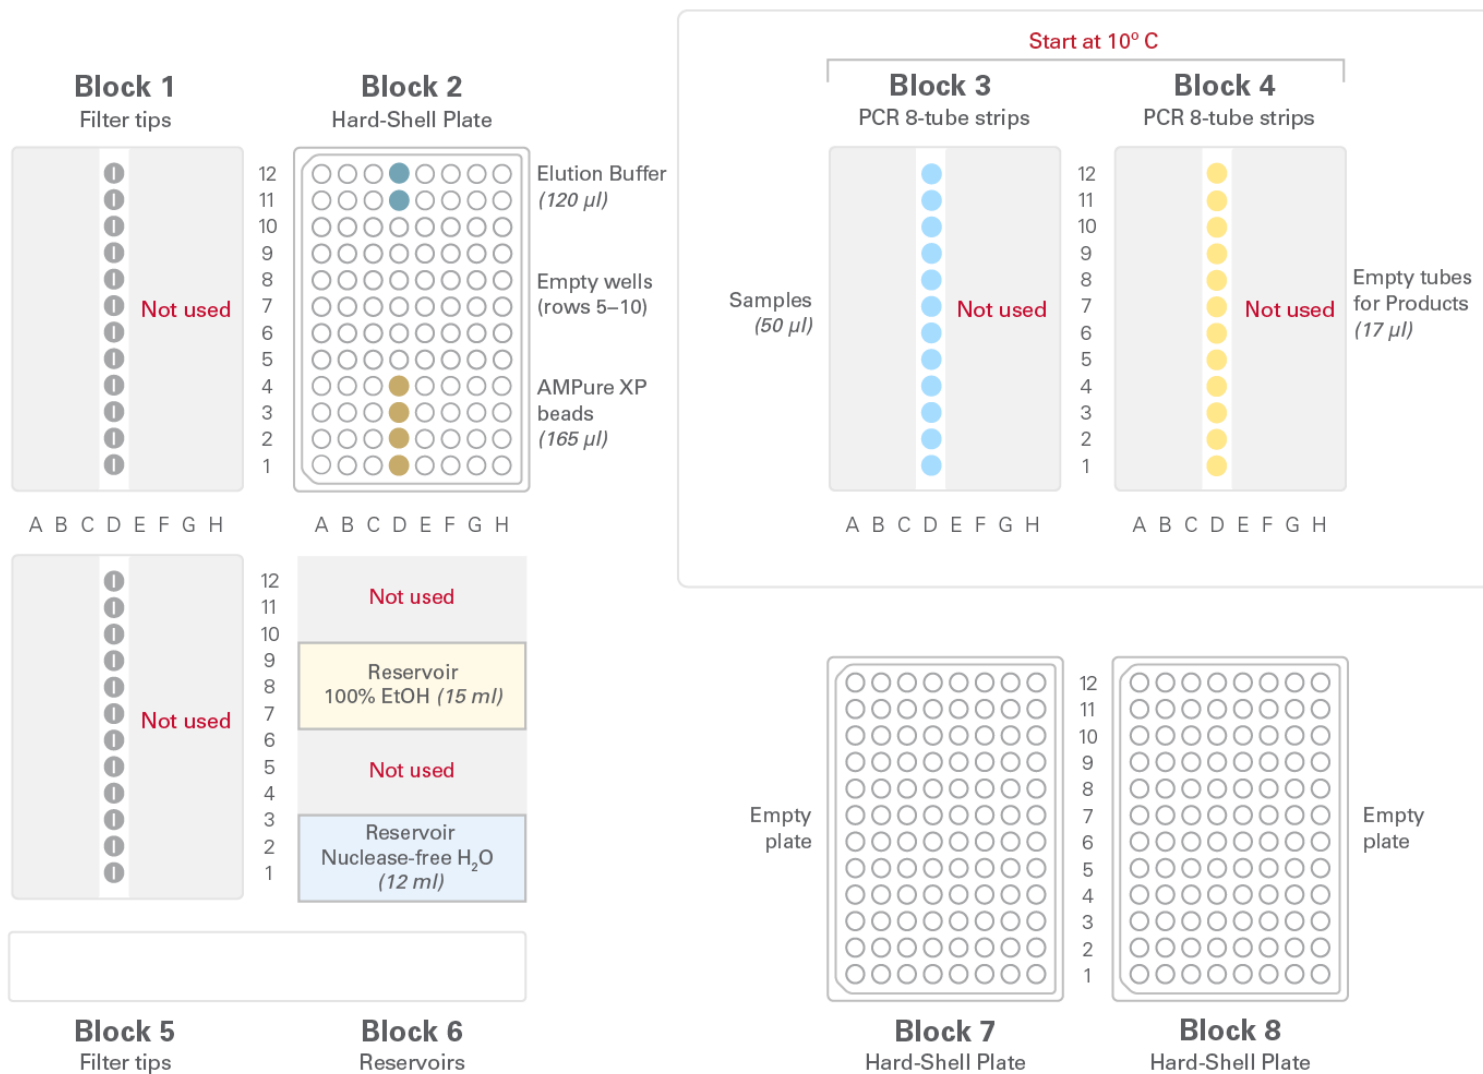 Start at 10° C
Block 1
Filter tips
Block 2
Hard-Shell Plate
Block 3
PCR 8-tube strips
Block 4
PCR 8-tube strips
Not used
12
11
10
9
8
7
6
5
4
3
2
1
Elution Buffer
(120 µl)
Empty wells
(rows 5–10)
AMPure XP
beads
(165 µl)
Samples
(50 µl)
Not used
12
11
10
9
8
7
6
5
4
3
2
1
Not used
Empty tubes
for Products
(17 µl)
A B C D E F G H
A B C D E F G H
A B C D E F G H
A B C D E F G H
Not used
12
11
10
9
8
7
6
5
4
3
2
1
Not used
Reservoir
100% EtOH (15 ml)
Not used
Reservoir
Nuclease-free H₂O
(12 ml)
Block 5
Filter tips
Block 6
Reservoirs
Empty
plate
12
11
10
9
8
7
6
5
4
3
2
1
Empty
plate
Block 7
Hard-Shell Plate
Block 8
Hard-Shell Plate